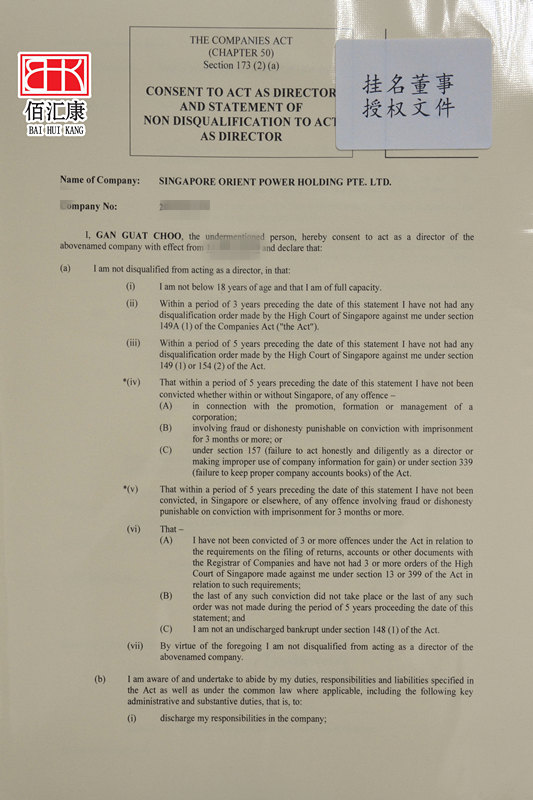 THE COMPANIES ACT
(CHAPTER 50)
Section 173 (2) (a)
CONSENT TO ACT AS DIRECTOR
AND STATEMENT OF
NON DISQUALIFICATION TO ACT
AS DIRECTOR
挂名董事
授权文件
佰汇康
BAI HUI KANG
Name of Company: SINGAPORE ORIENT POWER HOLDING PTE. LTD.
Company No: 2
I, GAN GUAT CHOO, the undermentioned person, hereby consent to act as a director of the
abovenamed company with effect from and declare that:
(a) I am not disqualified from acting as a director, in that:
(i) I am not below 18 years of age and that I am of full capacity.
(ii) Within a period of 3 years preceding the date of this statement I have not had any
disqualification order made by the High Court of Singapore against me under section
149A (1) of the Companies Act ("the Act").
(iii) Within a period of 5 years preceding the date of this statement I have not had any
disqualification order made by the High Court of Singapore against me under section
149 (1) or 154 (2) of the Act.
*(iv) That within a period of 5 years preceding the date of this statement I have not been
convicted whether within or without Singapore, of any offence –
(A) in connection with the promotion, formation or management of a
corporation;
(B) involving fraud or dishonesty punishable on conviction with imprisonment
for 3 months or more; or
(C) under section 157 (failure to act honestly and diligently as a director or
making improper use of company information for gain) or under section 339
(failure to keep proper company accounts books) of the Act.
*(v) That within a period of 5 years preceding the date of this statement I have not been
convicted, in Singapore or elsewhere, of any offence involving fraud or dishonesty
punishable on conviction with imprisonment for 3 months or more.
(vi) That –
(A) I have not been convicted of 3 or more offences under the Act in relation to
the requirements on the filing of returns, accounts or other documents with
the Registrar of Companies and have not had 3 or more orders of the High
Court of Singapore made against me under section 13 or 399 of the Act in
relation to such requirements;
(B) the last of any such conviction did not take place or the last of any such
order was not made during the period of 5 years proceeding the date of this
statement; and
(C) I am not an undischarged bankrupt under section 148 (1) of the Act.
(vii) By virtue of the foregoing I am not disqualified from acting as a director of the
abovenamed company.
(b) I am aware of and undertake to abide by my duties, responsibilities and liabilities specified in
the Act as well as under the common law where applicable, including the following key
administrative and substantive duties, that is, to:
(i) discharge my responsibilities in the company;